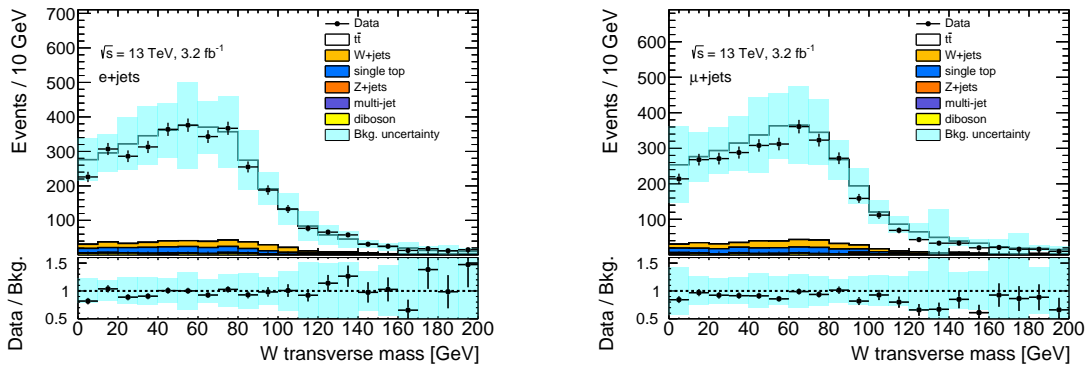 Events / 10 GeV
700
600
500
400
300
200
100
√s = 13 TeV, 3.2 fb⁻¹
e+jets
Data
tt̄
W+jets
single top
Z+jets
multi-jet
diboson
Bkg. uncertainty
Data / Bkg.
1.5
1
0.5
0 20 40 60 80 100 120 140 160 180 200
W transverse mass [GeV]
Events / 10 GeV
600
500
400
300
200
100
√s = 13 TeV, 3.2 fb⁻¹
μ+jets
Data
tt̄
W+jets
single top
Z+jets
multi-jet
diboson
Bkg. uncertainty
Data / Bkg.
1.5
1
0.5
0 20 40 60 80 100 120 140 160 180 200
W transverse mass [GeV]